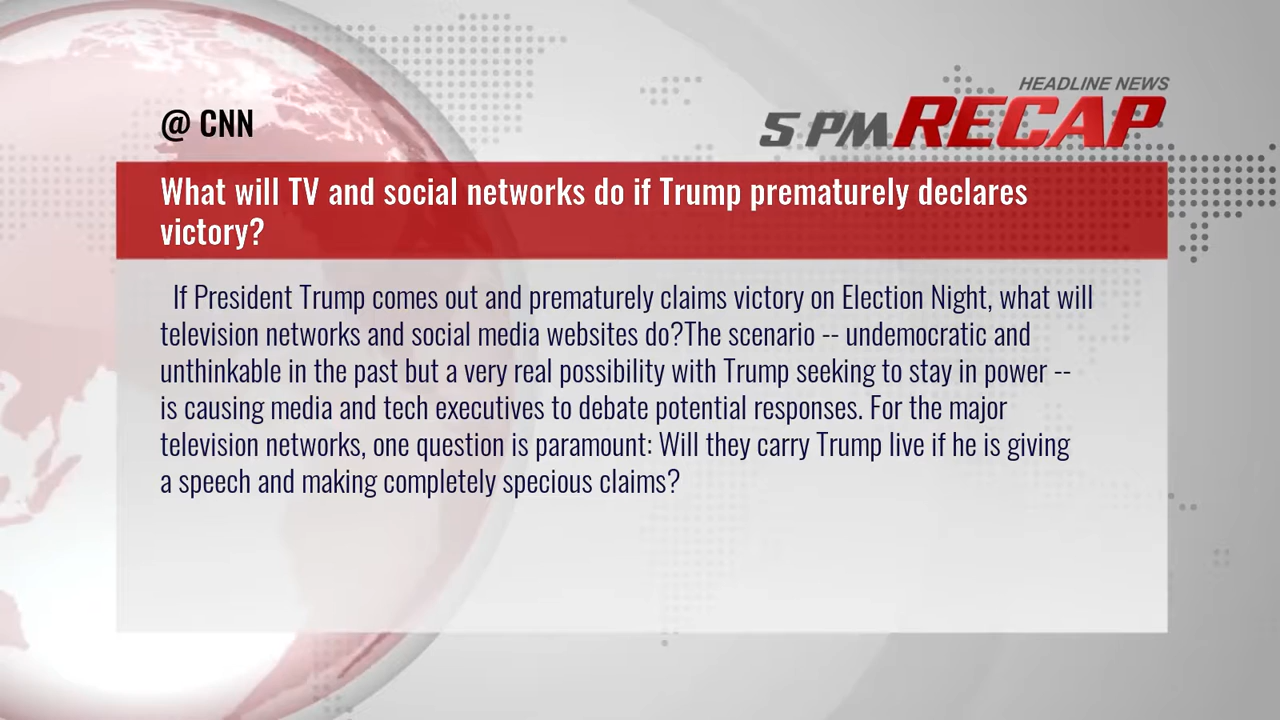 HEADLINE NEWS
@ CNN
5 PM RECAP
What will TV and social networks do if Trump prematurely declares
victory?
If President Trump comes out and prematurely claims victory on Election Night, what will
television networks and social media websites do?The scenario -- undemocratic and
unthinkable in the past but a very real possibility with Trump seeking to stay in power --
is causing media and tech executives to debate potential responses. For the major
television networks, one question is paramount: Will they carry Trump live if he is giving
a speech and making completely specious claims?